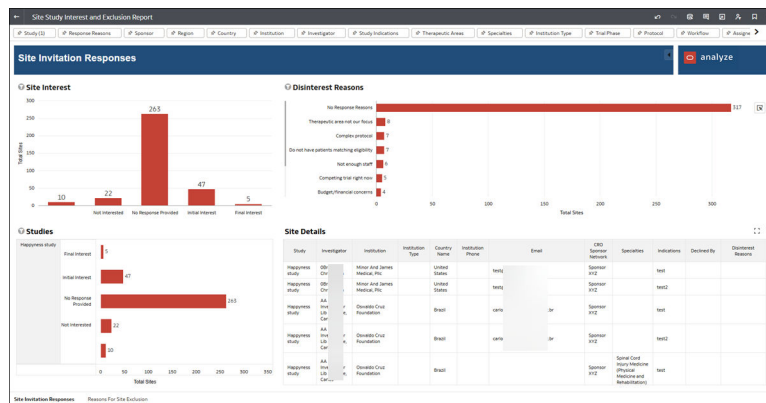 Site Study Interest and Exclusion Report
Study (1) Response Reasons Sponsor Region Country Institution Investigator Study Indications Therapeutic Areas Specialties Institution Type Trial Phase Protocol Workflow Assigne
Site Invitation Responses
analyze
Site Interest
Total Sites
300
250
200
150
100
50
0
10
22
263
47
5
Not Interested No Response Provided Initial Interest Final Interest
Disinterest Reasons
No Response Reasons 317
Therapeutic area not our focus 8
Complex protocol 7
Do not have patients matching eligibility 7
Not enough staff 6
Competing trial right now 5
Budget/financial concerns 4
0 50 100 150 200 250 300
Total Sites
Studies
Happyness study
Final Interest 5
Initial Interest 47
No Response Provided 263
Not Interested 22
10
0 50 100 150 200 250 300 350
Total Sites
Site Details
Study Investigator Institution Institution Type Country Name Institution Phone Email CRO Sponsor Network Specialties Indications Declined By Disinterest Reasons
Happyness study Minor And James Medical, Pllc United States Sponsor XYZ test
Happyness study Minor And James Medical, Pllc United States Sponsor XYZ test2
Happyness study AA Lib Osvaldo Cruz Foundation Brazil Sponsor XYZ test
Happyness study AA Lib Osvaldo Cruz Foundation Brazil Sponsor XYZ test2
Happyness study AA Lib Osvaldo Cruz Foundation Brazil Sponsor XYZ Spinal Cord Injury Medicine (Physical Medicine and Rehabilitation) test
Site Invitation Responses Reasons For Site Exclusion